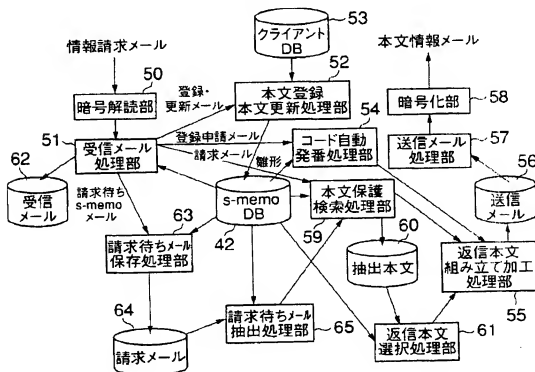 情報請求メール
50
暗号解読部
51
受信メール
処理部
62
受信
メール
請求待ち
s-memo
メール
63
請求待ちメール
保存処理部
64
請求メール
クライアント
DB
53
52
本文登録
本文更新処理部
登録・
更新メール
登録申請メール
請求メール
雛形
54
コード自動
発番処理部
s-memo
DB
42
本文保護
検索処理部
59
60
抽出本文
請求待ちメール
抽出処理部
65
返信本文
選択処理部
61
本文情報メール
暗号化部
58
57
送信メール
処理部
56
送信
メール
返信本文
組み立て加工
処理部
55